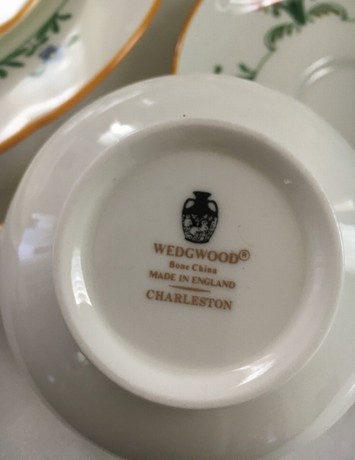 WEDGWOOD®
Bone China
MADE IN ENGLAND
CHARLESTON